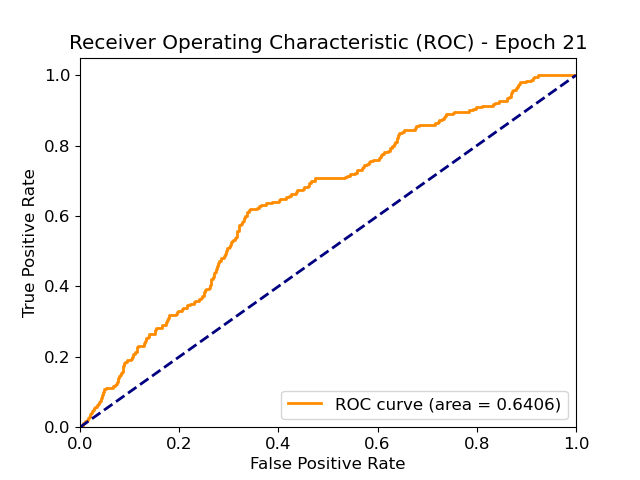 Receiver Operating Characteristic (ROC) - Epoch 21
True Positive Rate
1.0
0.8
0.6
0.4
0.2
0.0
ROC curve (area = 0.6406)
0.0 0.2 0.4 0.6 0.8 1.0
False Positive Rate